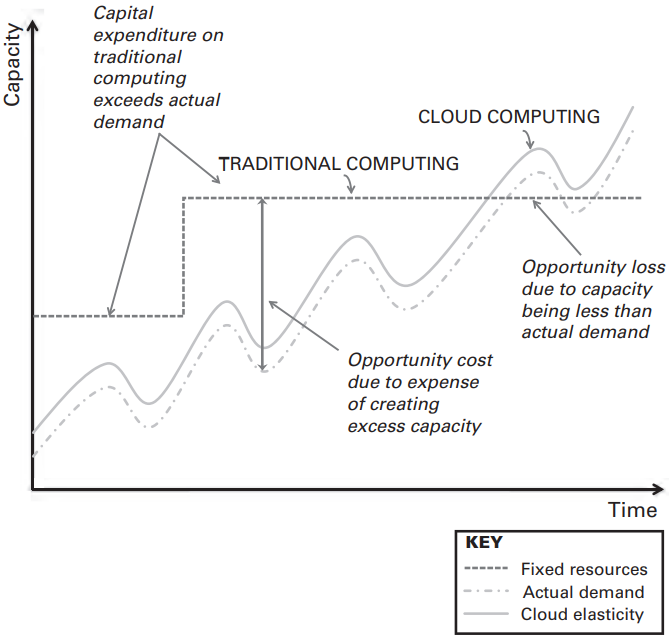 Capacity
Capital
expenditure on
traditional
computing
exceeds actual
demand
CLOUD COMPUTING
TRADITIONAL COMPUTING
Opportunity loss
due to capacity
being less than
actual demand
Opportunity cost
due to expense
of creating
excess capacity
Time
KEY
Fixed resources
Actual demand
Cloud elasticity